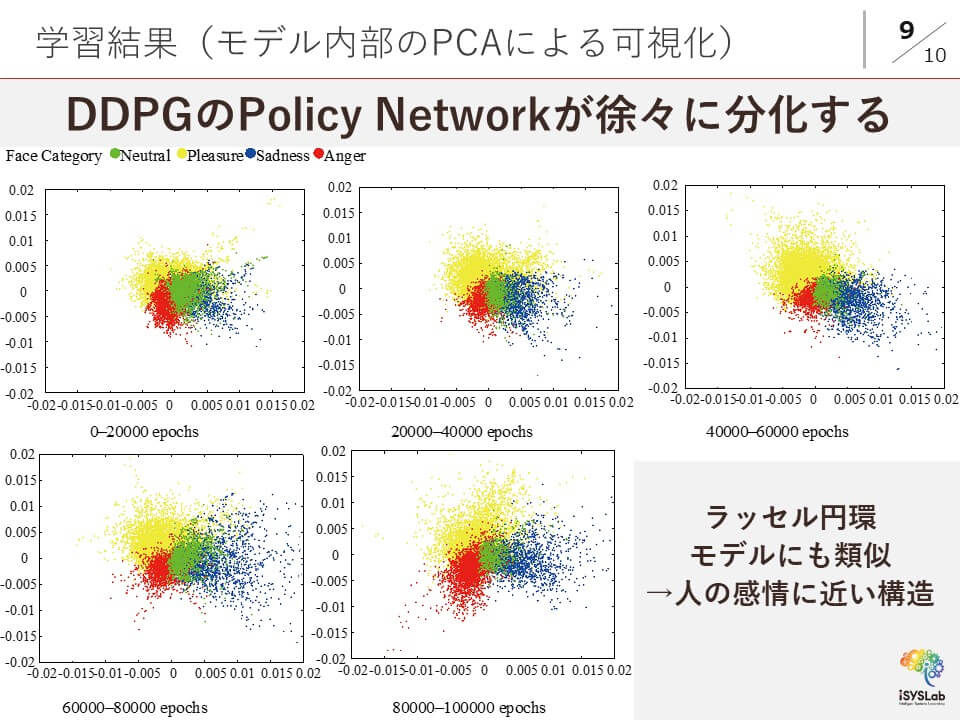 学習結果（モデル内部のPCAによる可視化）
9
10
DDPGのPolicy Networkが徐々に分化する
Face Category Neutral Pleasure Sadness Anger
0.02
0.015
0.01
0.005
0
-0.005
-0.01
-0.015
-0.02
-0.02 -0.015 -0.01 -0.005 0 0.005 0.01 0.015 0.02
0–20000 epochs
0.02
0.015
0.01
0.005
0
-0.005
-0.01
-0.015
-0.02
-0.02 -0.015 -0.01 -0.005 0 0.005 0.01 0.015 0.02
20000–40000 epochs
0.02
0.015
0.01
0.005
0
-0.005
-0.01
-0.015
-0.02
-0.02 -0.015 -0.01 -0.005 0 0.005 0.01 0.015 0.02
40000–60000 epochs
0.02
0.015
0.01
0.005
0
-0.005
-0.01
-0.015
-0.02
-0.02 -0.015 -0.01 -0.005 0 0.005 0.01 0.015 0.02
60000–80000 epochs
0.02
0.015
0.01
0.005
0
-0.005
-0.01
-0.015
-0.02
-0.02 -0.015 -0.01 -0.005 0 0.005 0.01 0.015 0.02
80000–100000 epochs
ラッセル円環
モデルにも類似
→人の感情に近い構造
iSYSLab